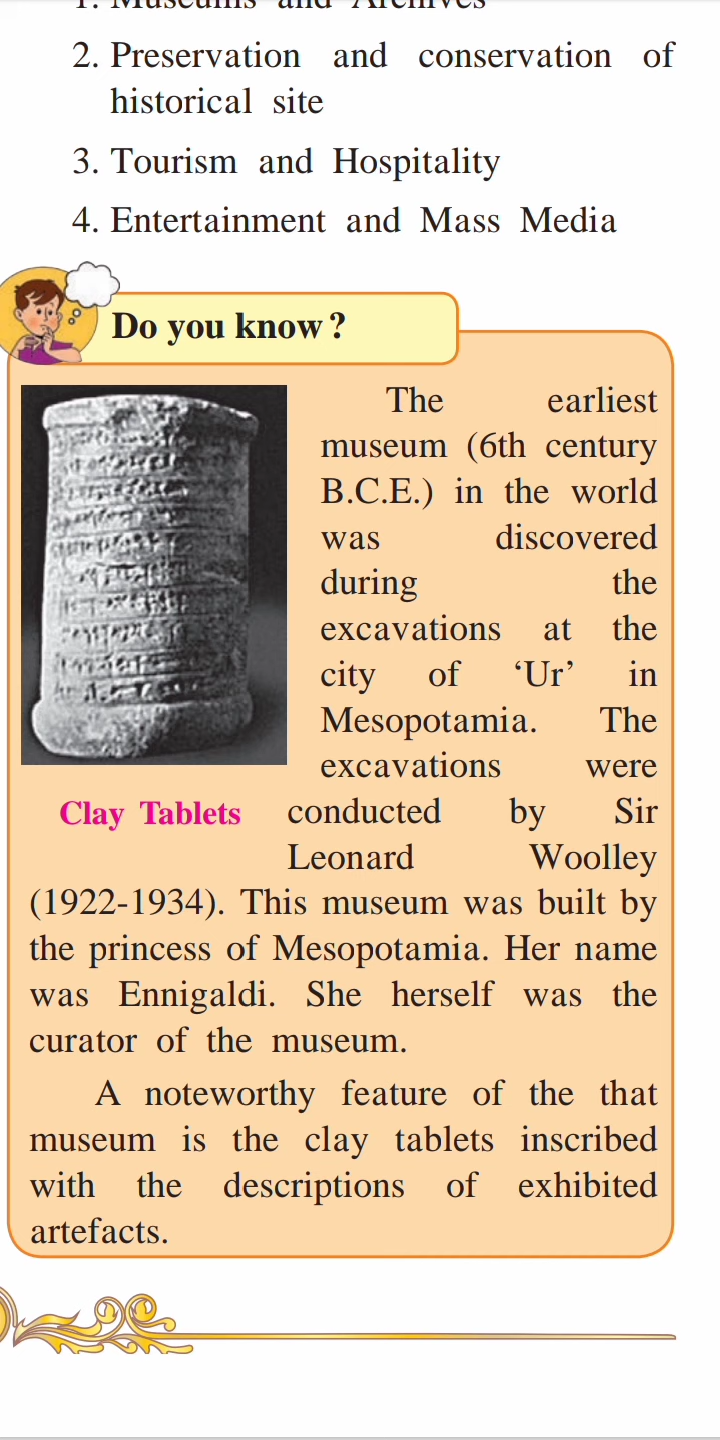 1. Museums and Archives
2. Preservation and conservation of
historical site
3. Tourism and Hospitality
4. Entertainment and Mass Media
Do you know ?
The earliest
museum (6th century
B.C.E.) in the world
was discovered
during the
excavations at the
city of ‘Ur’ in
Mesopotamia. The
excavations were
Clay Tablets
conducted by Sir
Leonard Woolley
(1922-1934). This museum was built by
the princess of Mesopotamia. Her name
was Ennigaldi. She herself was the
curator of the museum.
A noteworthy feature of the that
museum is the clay tablets inscribed
with the descriptions of exhibited
artefacts.